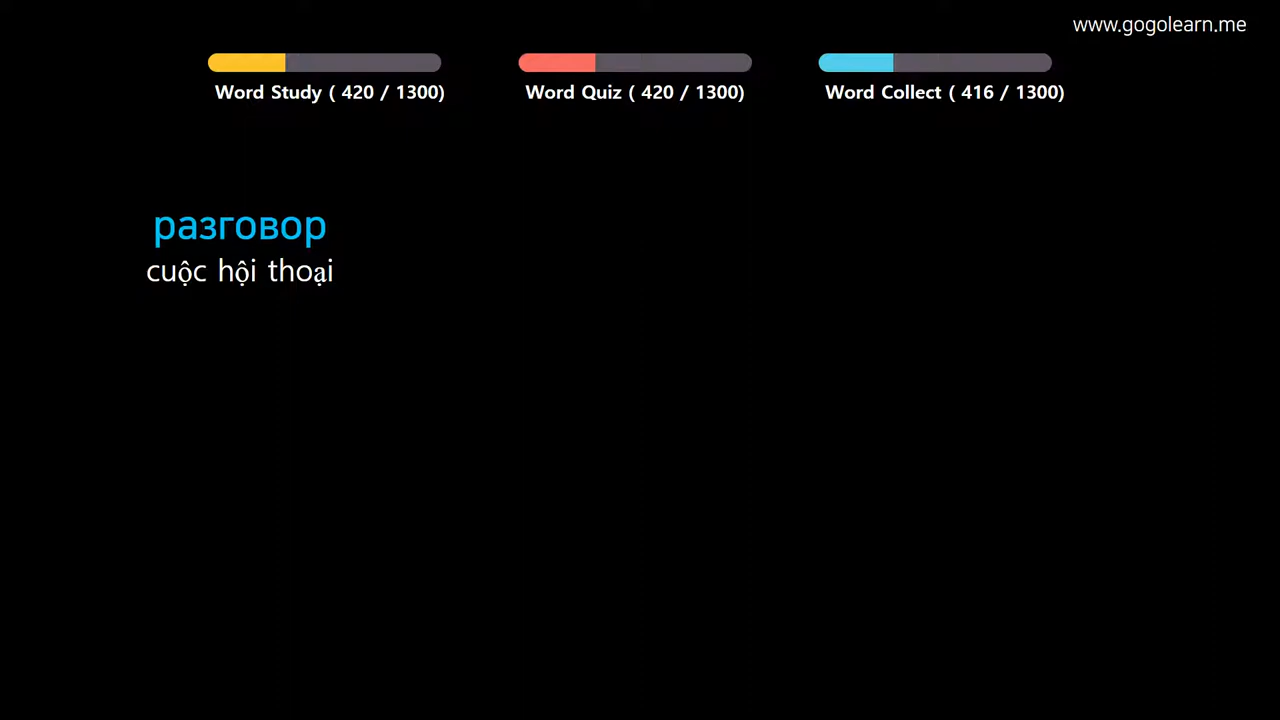 www.gogolearn.me
Word Study ( 420 / 1300)
Word Quiz ( 420 / 1300)
Word Collect ( 416 / 1300)
разговор
cuộc hội thoại